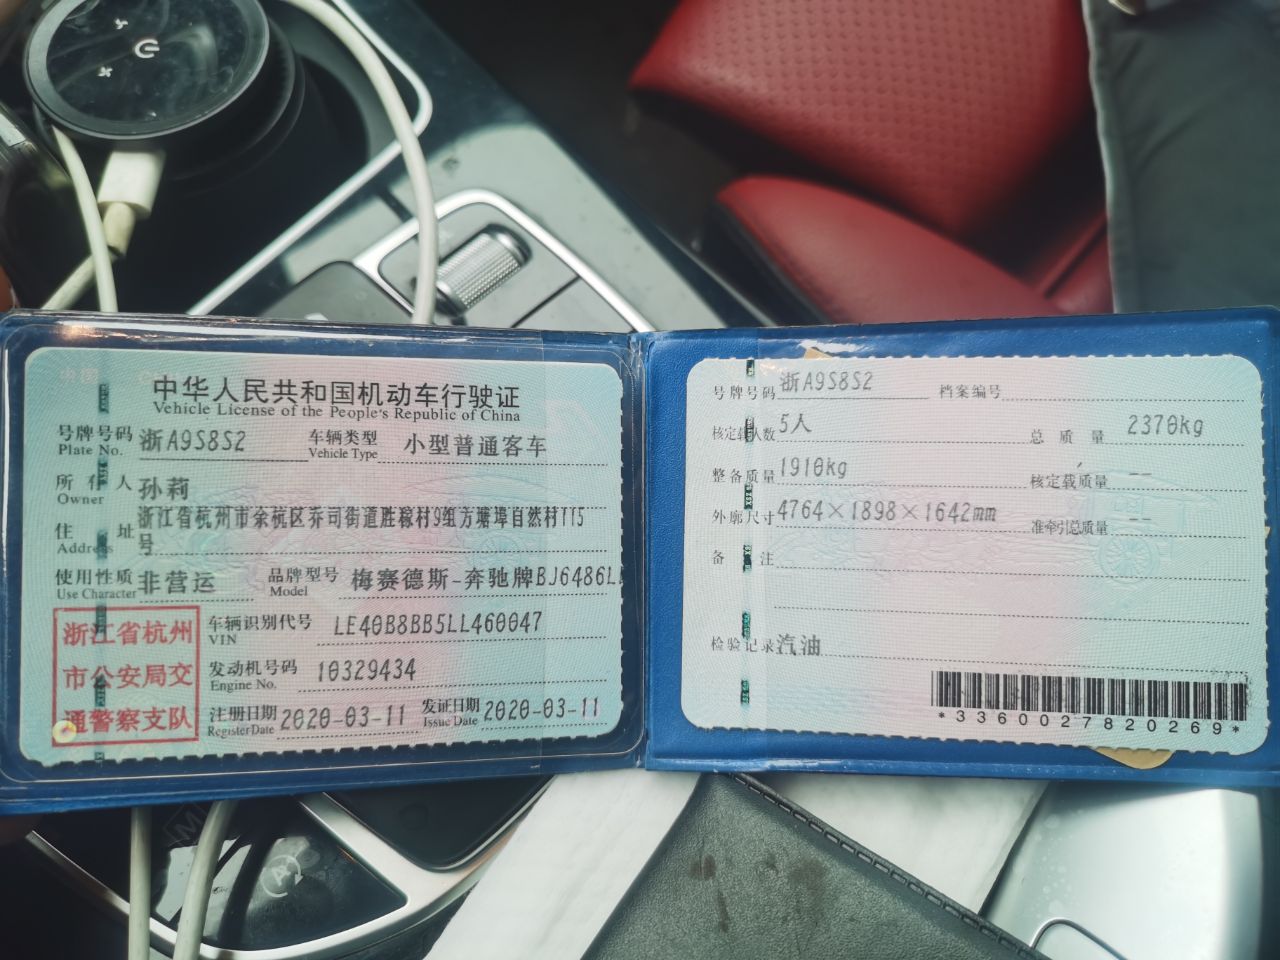 中华人民共和国机动车行驶证
Vehicle License of the People's Republic of China
号牌号码 浙A9S8S2 车辆类型 小型普通客车
Plate No. Vehicle Type
所有人 孙莉
Owner
住址 浙江省杭州市余杭区乔司街道胜稼村9组方塘埠自然村115
Address 号
使用性质 非营运 品牌型号 梅赛德斯-奔驰牌BJ6486L
Use Character Model
浙江省杭州
市公安局交
通警察支队
车辆识别代号 LE40B8BB5LL460047
VIN
发动机号码 10329434
Engine No.
注册日期 2020-03-11 发证日期 2020-03-11
Register Date Issue Date
号牌号码 浙A9S8S2 档案编号
核定载人数 5人 总质量 2370kg
整备质量 1910kg 核定载质量 --
外廓尺寸 4764×1898×1642mm 准牵引总质量 --
备注
检验记录 汽油
*3360027820269*